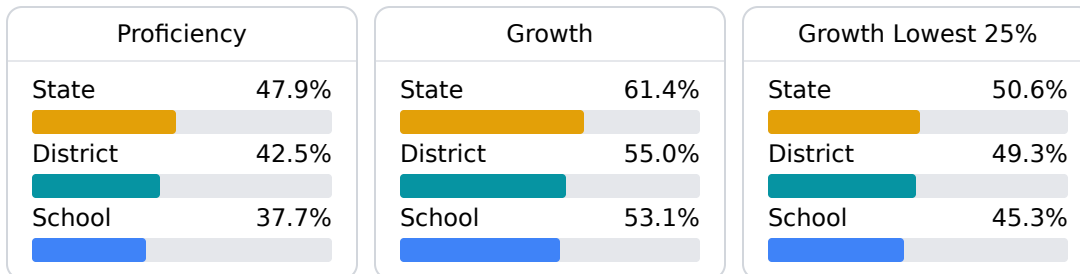 Proficiency
State 47.9%
District 42.5%
School 37.7%
Growth
State 61.4%
District 55.0%
School 53.1%
Growth Lowest 25%
State 50.6%
District 49.3%
School 45.3%